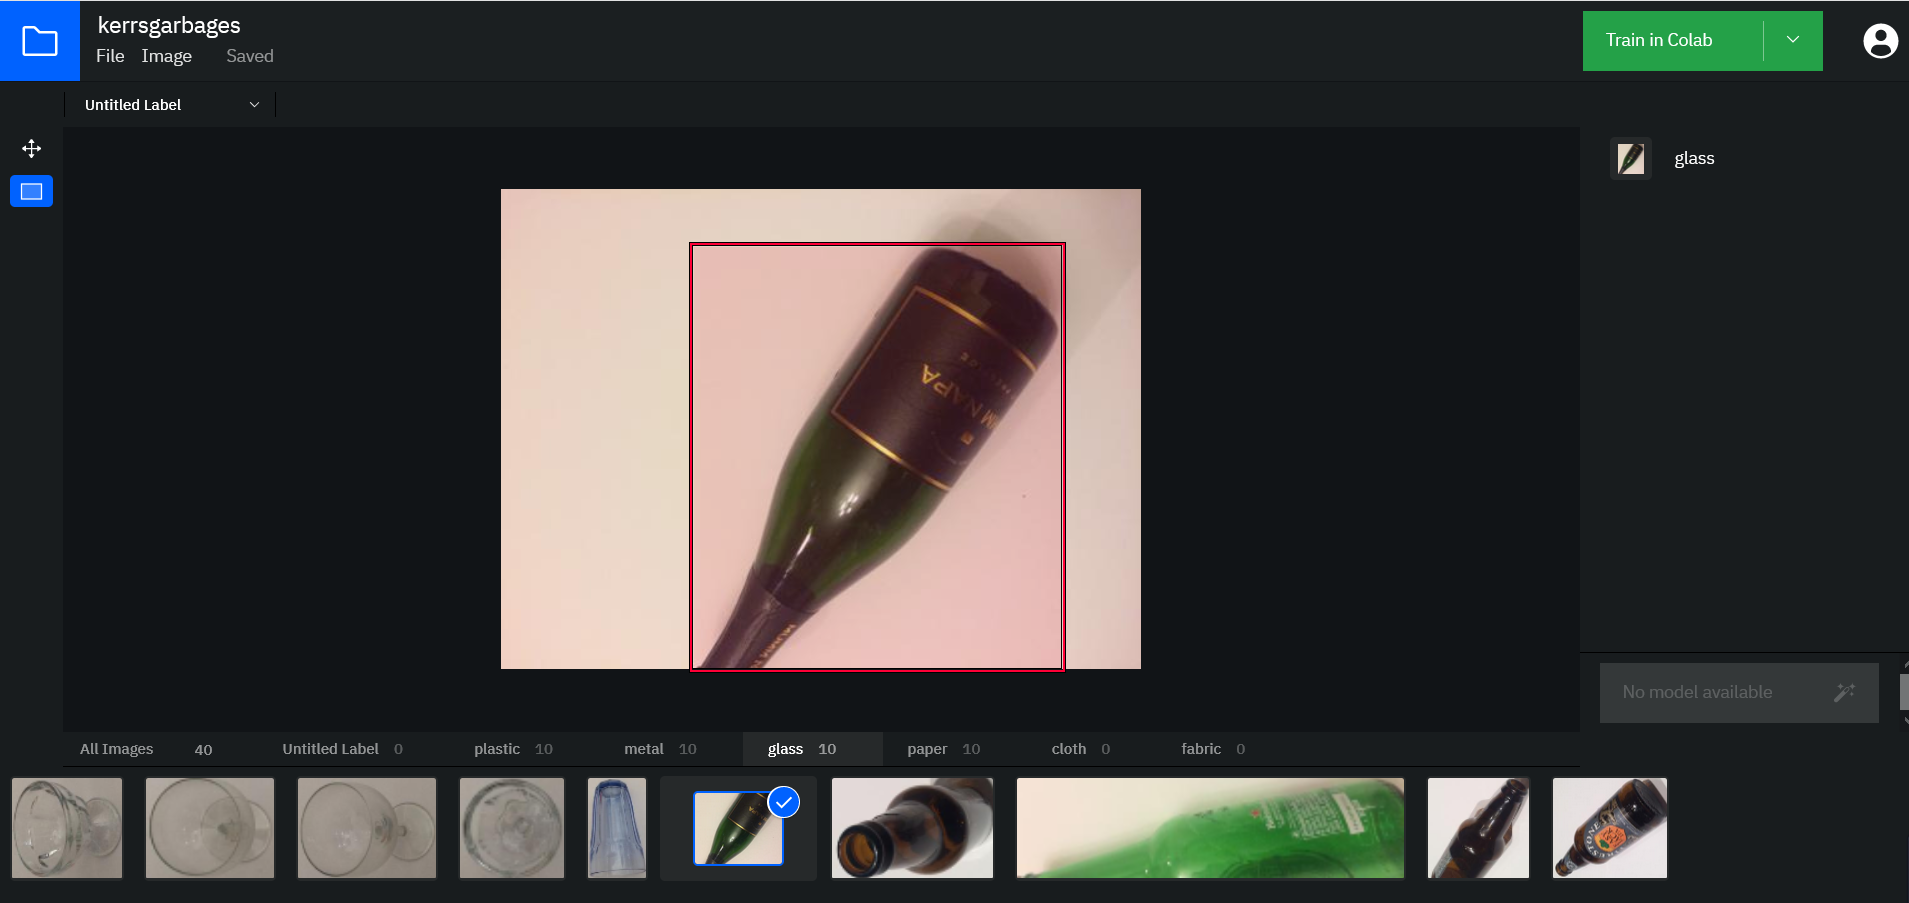 kerrsgarbages
File Image Saved
Train in Colab
Untitled Label
glass
NAPA
No model available
All Images 40 Untitled Label 0 plastic 10 metal 10 glass 10 paper 10 cloth 0 fabric 0